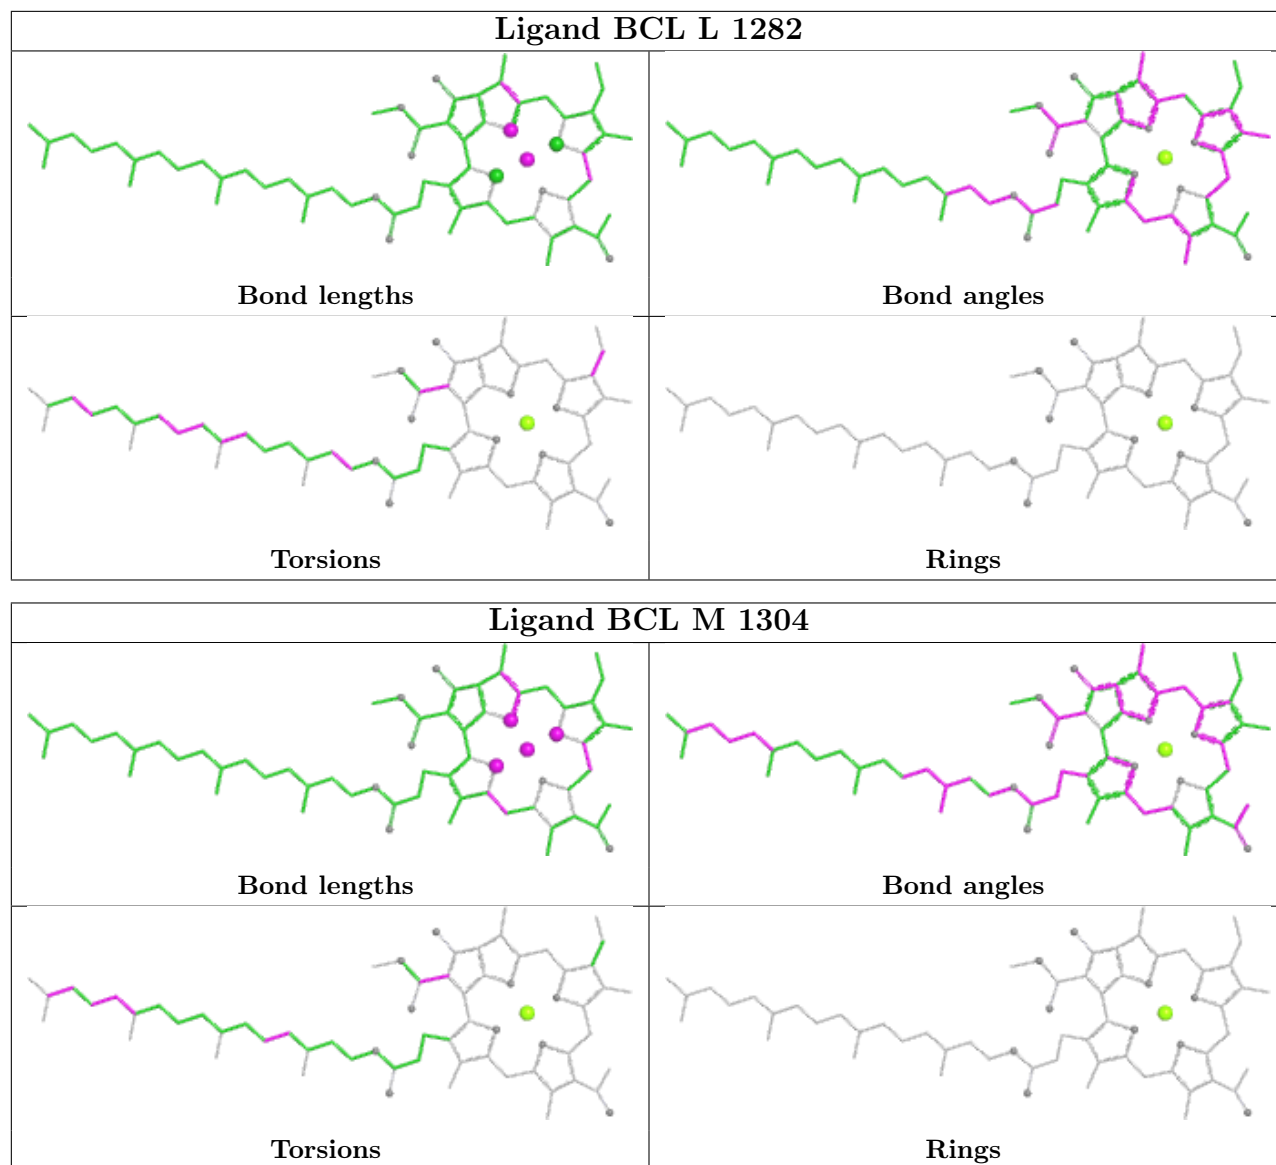 Ligand BCL L 1282
Bond lengths
Bond angles
Torsions
Rings
Ligand BCL M 1304
Bond lengths
Bond angles
Torsions
Rings